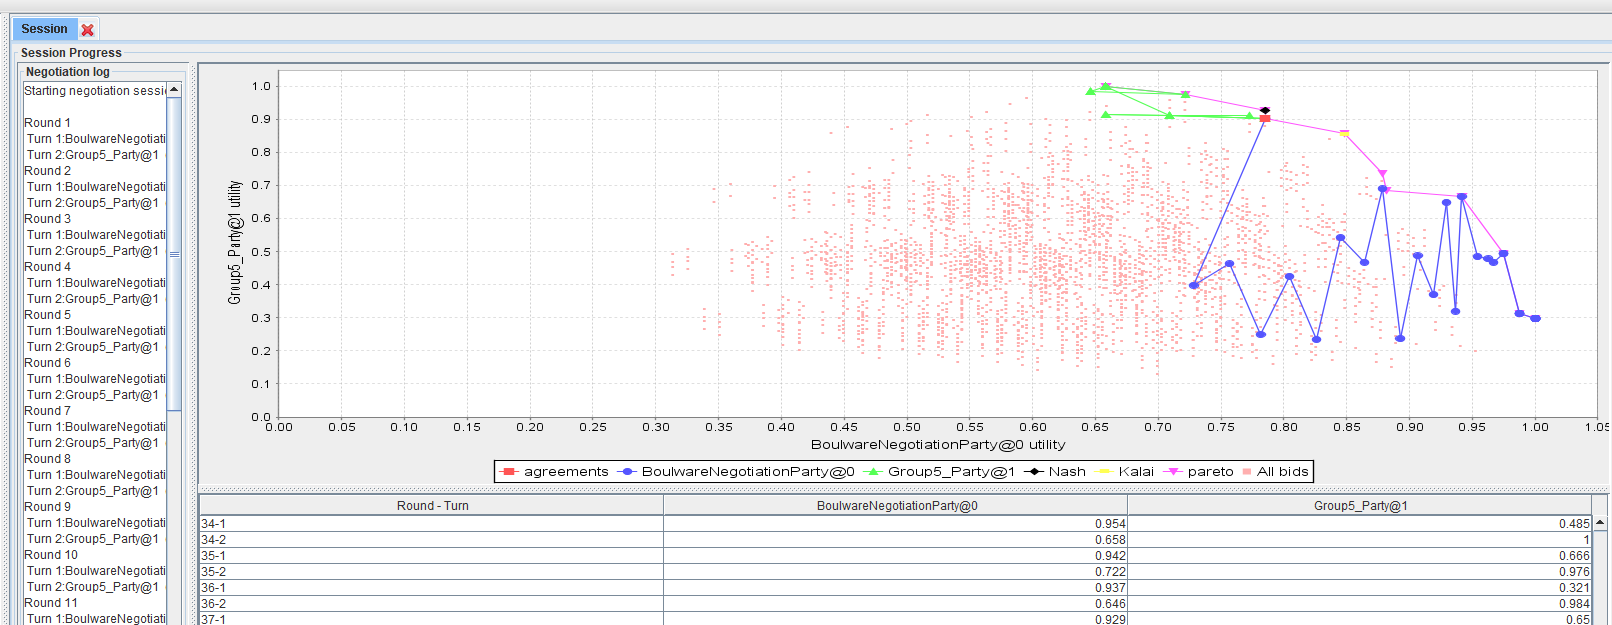 Session
Session Progress
Negotiation log
Starting negotiation sessi
Round 1
Turn 1:BoulwareNegotiati
Turn 2:Group5_Party@1
Round 2
Turn 1:BoulwareNegotiati
Turn 2:Group5_Party@1
Round 3
Turn 1:BoulwareNegotiati
Turn 2:Group5_Party@1
Round 4
Turn 1:BoulwareNegotiati
Turn 2:Group5_Party@1
Round 5
Turn 1:BoulwareNegotiati
Turn 2:Group5_Party@1
Round 6
Turn 1:BoulwareNegotiati
Turn 2:Group5_Party@1
Round 7
Turn 1:BoulwareNegotiati
Turn 2:Group5_Party@1
Round 8
Turn 1:BoulwareNegotiati
Turn 2:Group5_Party@1
Round 9
Turn 1:BoulwareNegotiati
Turn 2:Group5_Party@1
Round 10
Turn 1:BoulwareNegotiati
Turn 2:Group5_Party@1
Round 11
Turn 1:BoulwareNegotiati
Group5_Party@1 utility
1.0
0.9
0.8
0.7
0.6
0.5
0.4
0.3
0.2
0.1
0.0
0.00 0.05 0.10 0.15 0.20 0.25 0.30 0.35 0.40 0.45 0.50 0.55 0.60 0.65 0.70 0.75 0.80 0.85 0.90 0.95 1.00 1.05
BoulwareNegotiationParty@0 utility
agreements BoulwareNegotiationParty@0 Group5_Party@1 Nash Kalai pareto All bids
Round - Turn BoulwareNegotiationParty@0 Group5_Party@1
34-1 0.954 0.485
34-2 0.658 1
35-1 0.942 0.666
35-2 0.722 0.976
36-1 0.937 0.321
36-2 0.646 0.984
37-1 0.929 0.65